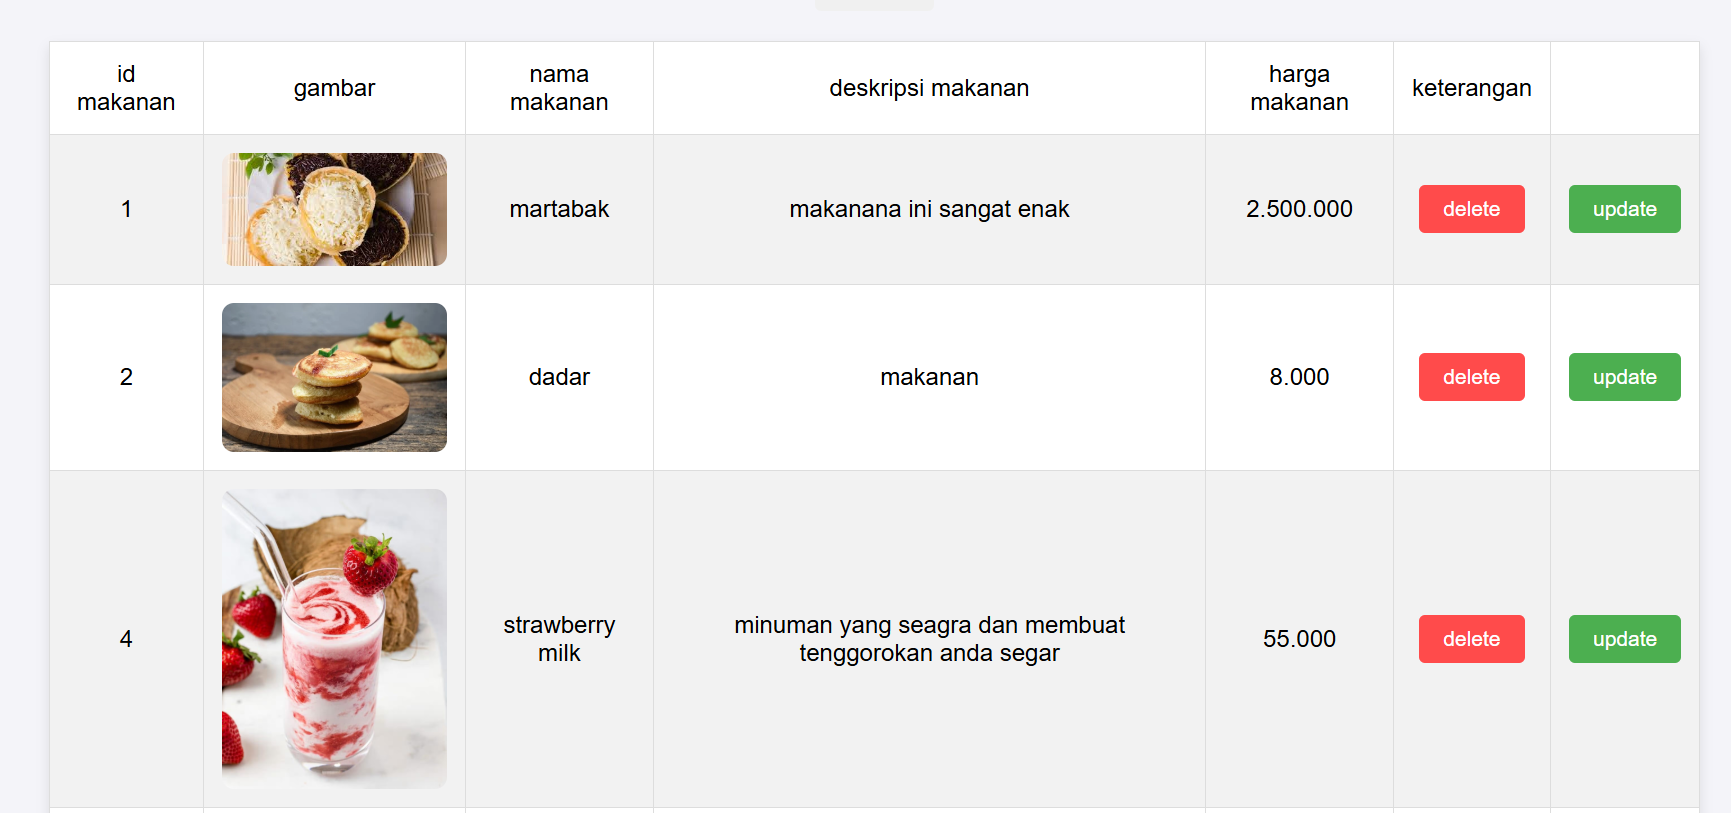 id
makanan
gambar
nama
makanan
deskripsi makanan
harga
makanan
keterangan
1
martabak
makanana ini sangat enak
2.500.000
delete
update
2
dadar
makanan
8.000
delete
update
4
strawberry
milk
minuman yang seagra dan membuat
tenggorokan anda segar
55.000
delete
update